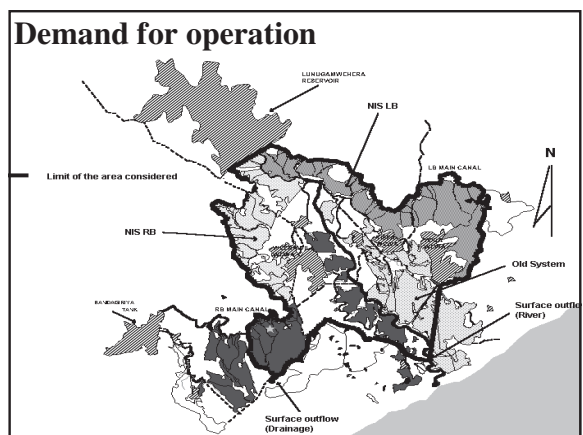 Demand for operation
LUNUGAMWEHERA
RESERVOIR
NIS LB
LB MAIN CANAL
N
Limit of the area considered
NIS RB
Old System
BANDAGIRIYA
TANK
RB MAIN CANAL
Surface outflow
(River)
Surface outflow
(Drainage)